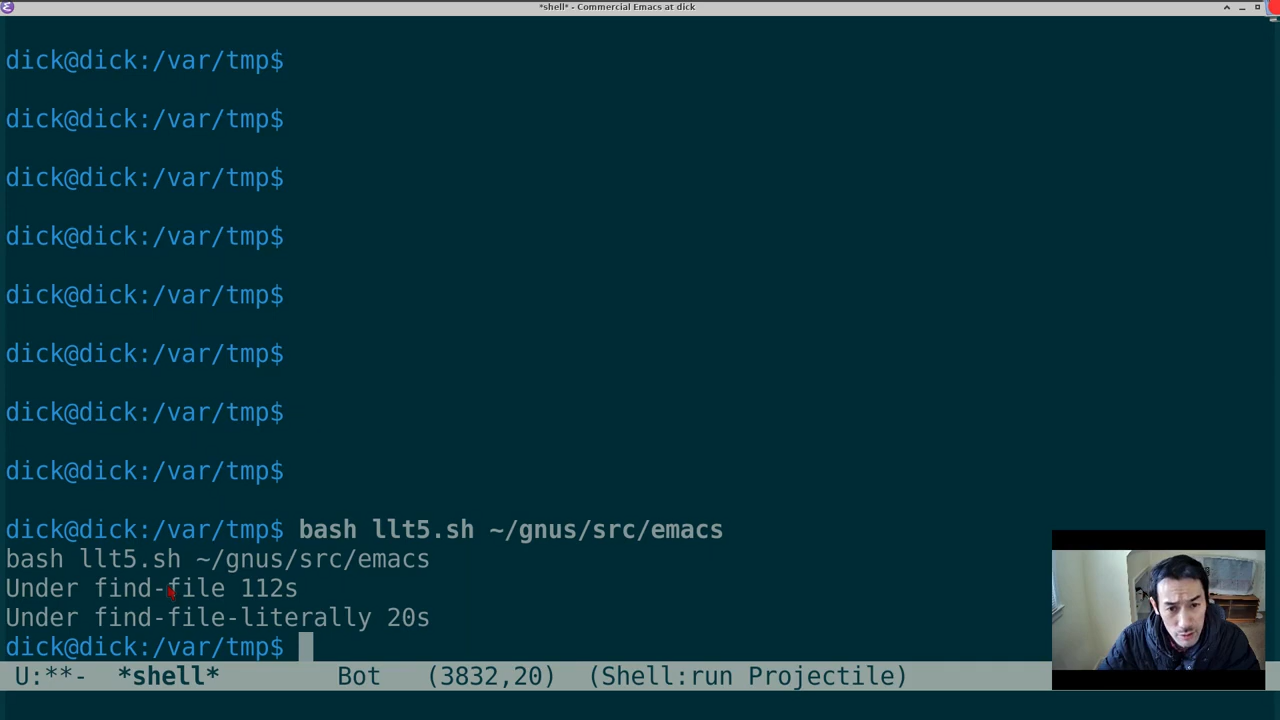 *shell* - Commercial Emacs at dick
dick@dick:/var/tmp$
dick@dick:/var/tmp$
dick@dick:/var/tmp$
dick@dick:/var/tmp$
dick@dick:/var/tmp$
dick@dick:/var/tmp$
dick@dick:/var/tmp$
dick@dick:/var/tmp$
dick@dick:/var/tmp$ bash llt5.sh ~/gnus/src/emacs
bash llt5.sh ~/gnus/src/emacs
Under find-file 112s
Under find-file-literally 20s
dick@dick:/var/tmp$
U:**- *shell* Bot (3832,20) (Shell:run Projectile)